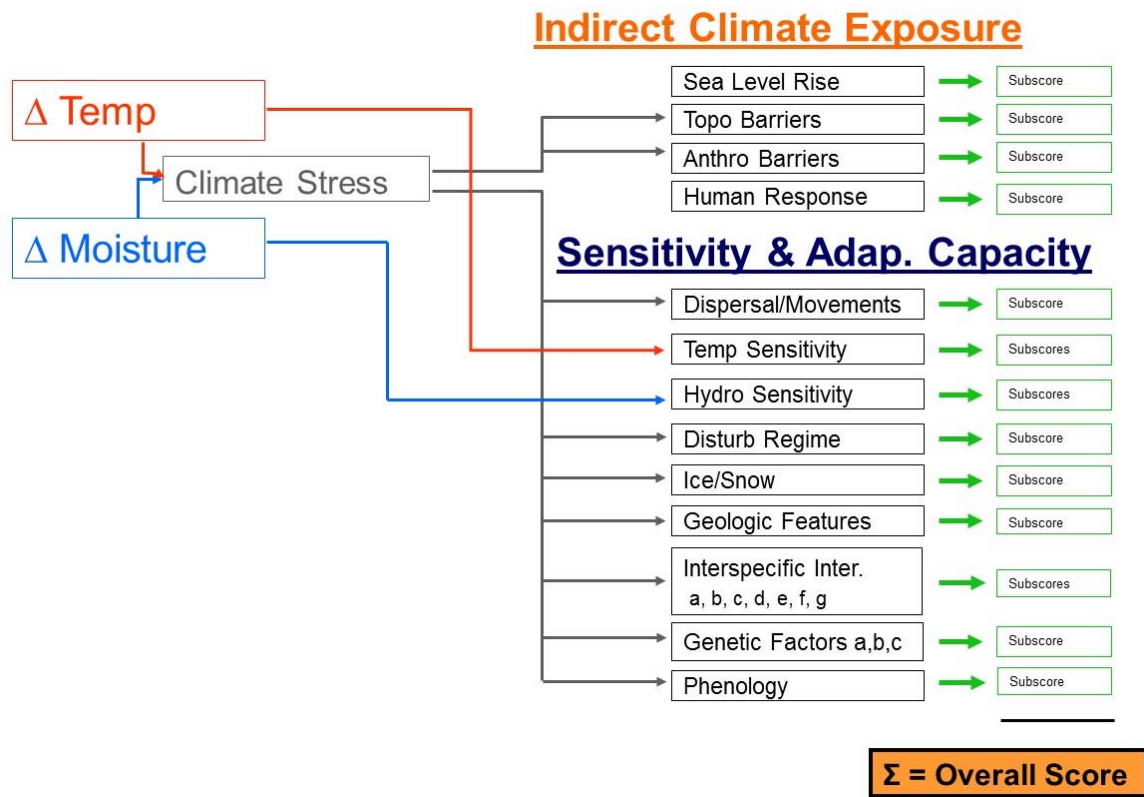 Indirect Climate Exposure
Δ Temp
Climate Stress
Δ Moisture
Sea Level Rise
Subscore
Topo Barriers
Subscore
Anthro Barriers
Subscore
Human Response
Subscore
Sensitivity & Adap. Capacity
Dispersal/Movements
Subscore
Temp Sensitivity
Subscores
Hydro Sensitivity
Subscores
Disturb Regime
Subscore
Ice/Snow
Subscore
Geologic Features
Subscore
Interspecific Inter.
a, b, c, d, e, f, g
Subscores
Genetic Factors a,b,c
Subscore
Phenology
Subscore
Σ = Overall Score